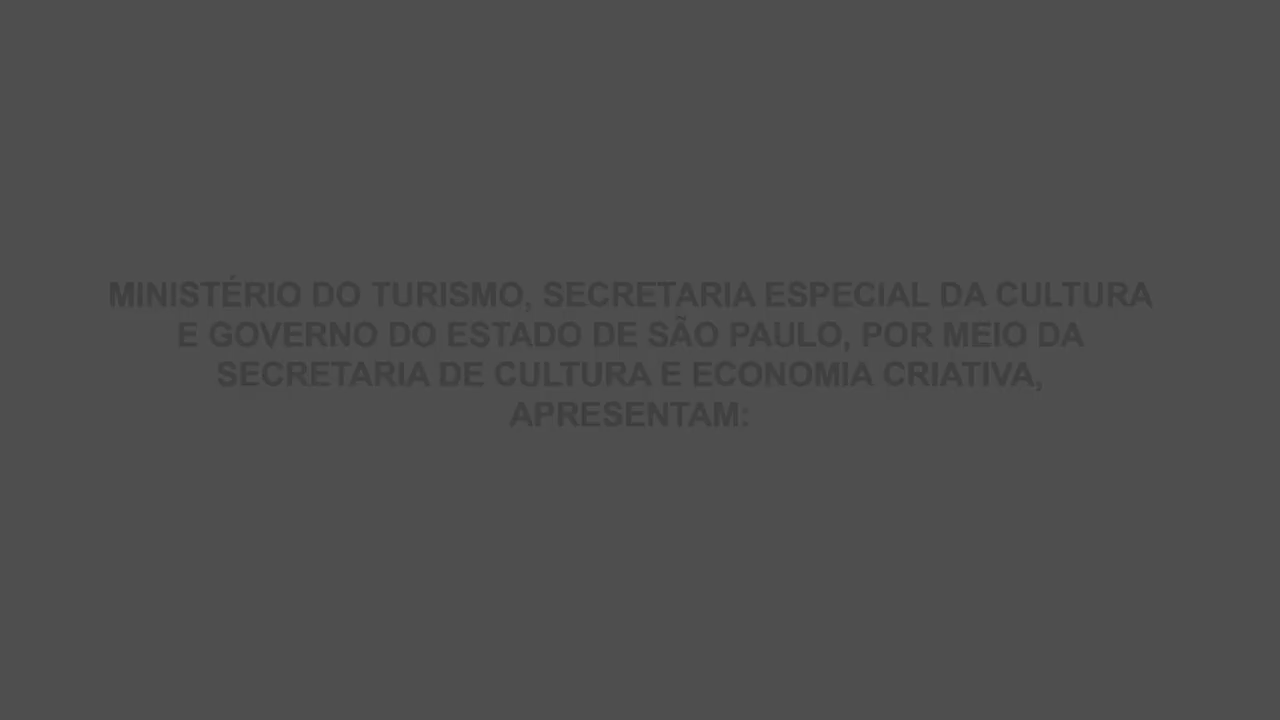 MINISTÉRIO DO TURISMO, SECRETARIA ESPECIAL DA CULTURA
E GOVERNO DO ESTADO DE SÃO PAULO, POR MEIO DA
SECRETARIA DE CULTURA E ECONOMIA CRIATIVA,
APRESENTAM: